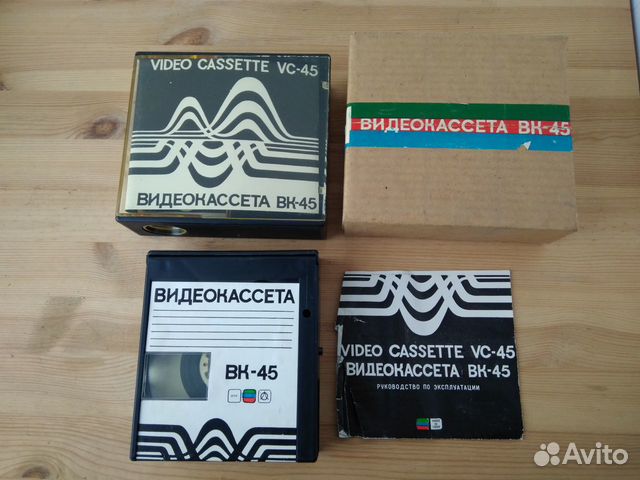 VIDEO CASSETTE VC-45
ВИДЕОКАССЕТА ВК-45
ВИДЕОКАССЕТА ВК-45
ВИДЕОКАССЕТА
ВК-45
VIDEO CASSETTE VC-45
ВИДЕОКАССЕТА ВК-45
РУКОВОДСТВО ПО ЭКСПЛУАТАЦИИ
Avito